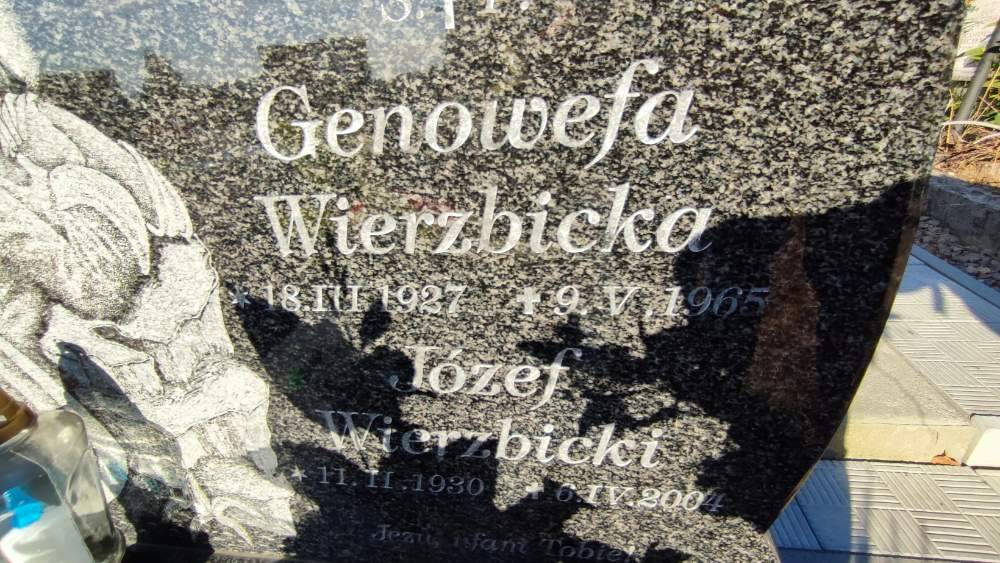 Ś. † P.
Genowefa
Wierzbicka
* 18.III.1927 ✝ 9.V.1965
Józef
Wierzbicki
* 11.II.1930 ✝ 6.IV.2004
Jezu, ufam Tobie